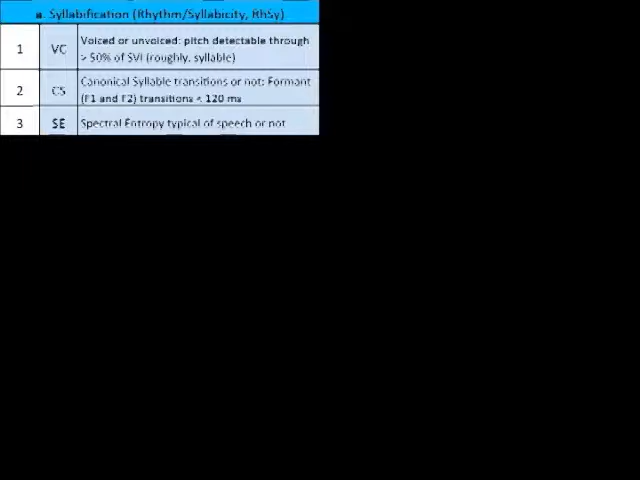 a. Syllabification (Rhythm/Syllabicity, RhSy)
1 VC Voiced or unvoiced: pitch detectable through
> 50% of SVI (roughly, syllable)
2 CS Canonical Syllable transitions or not: Formant
(F1 and F2) transitions < 120 ms
3 SE Spectral Entropy typical of speech or not